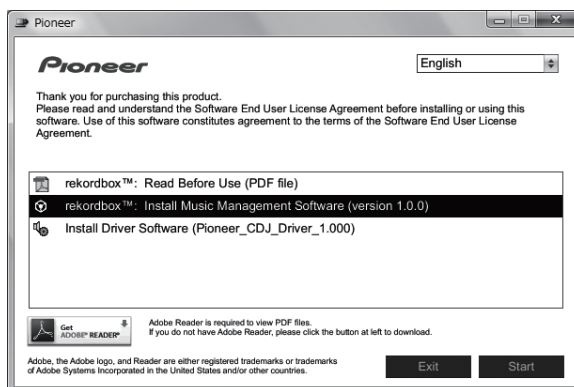 Pioneer
Pioneer
English
Thank you for purchasing this product.
Please read and understand the Software End User License Agreement before installing or using this
software. Use of this software constitutes agreement to the terms of the Software End User License
Agreement.
rekordbox™: Read Before Use (PDF file)
rekordbox™: Install Music Management Software (version 1.0.0)
Install Driver Software (Pioneer_CDJ_Driver_1.000)
Get
ADOBE® READER®
Adobe Reader is required to view PDF files.
If you do not have Adobe Reader, please click the button at left to download.
Adobe, the Adobe logo, and Reader are either registered trademarks or trademarks
of Adobe Systems Incorporated in the United States and/or other countries.
Exit
Start